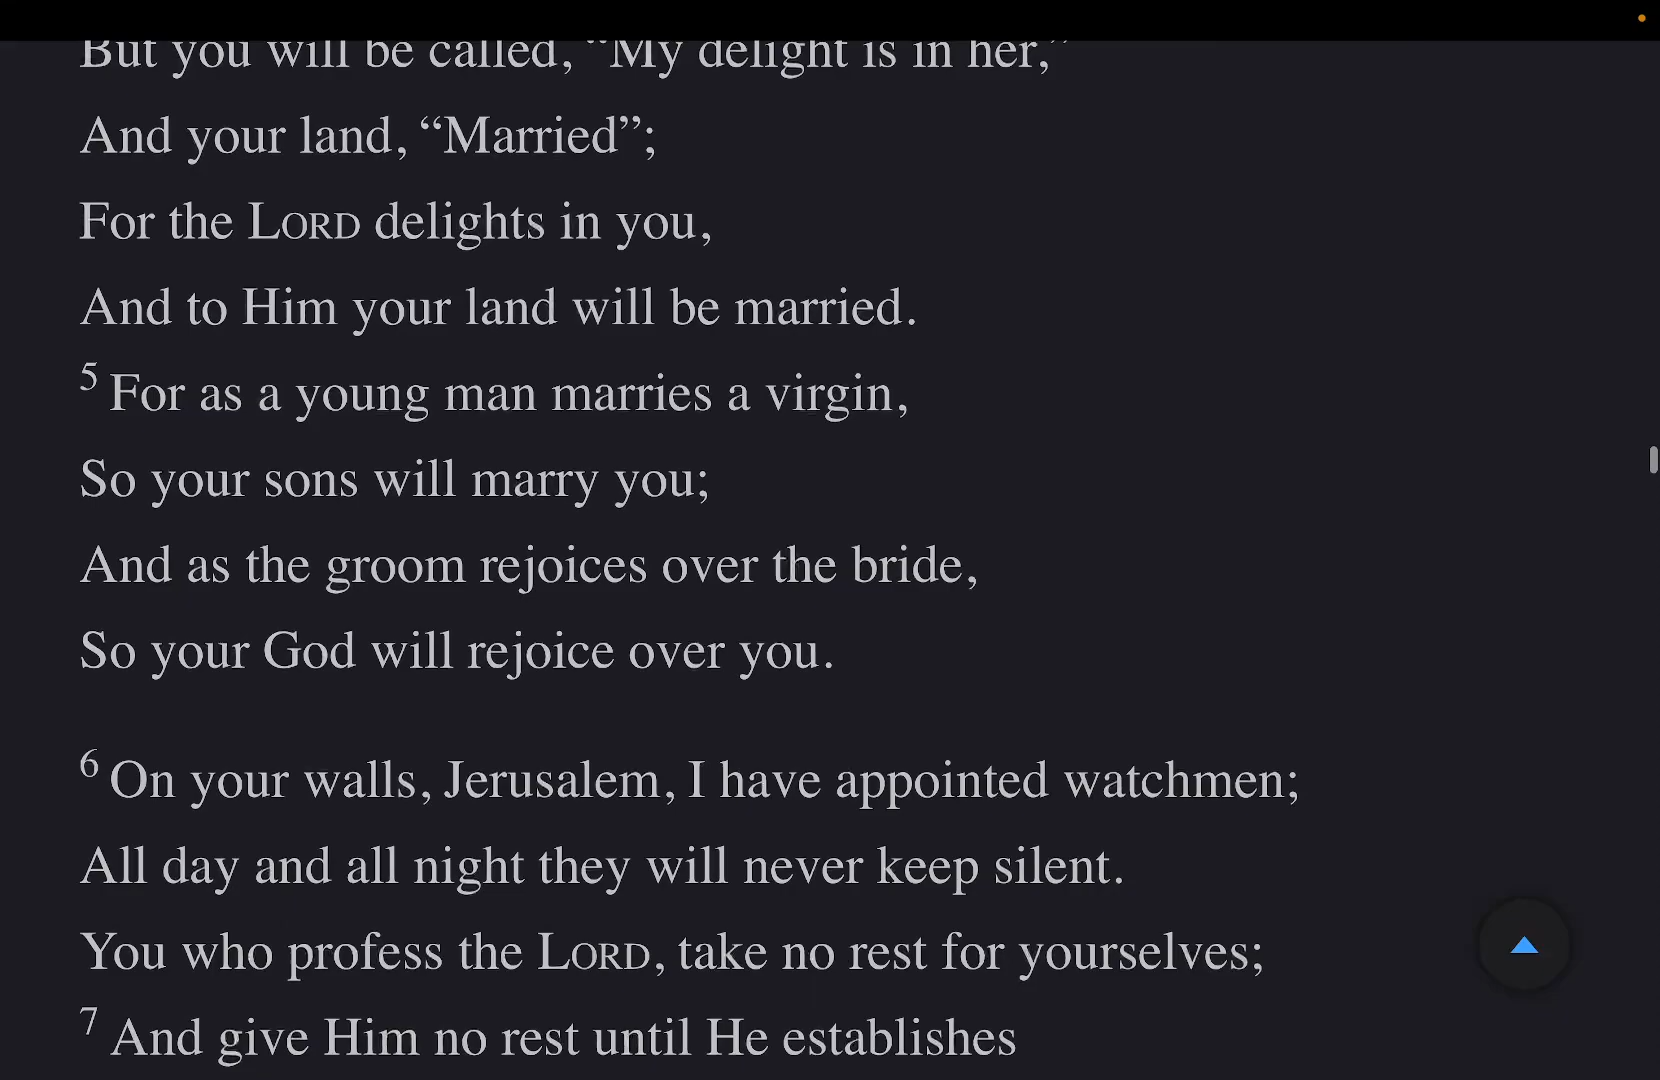 But you will be called, “My delight is in her,”
And your land, “Married”;
For the LORD delights in you,
And to Him your land will be married.
5 For as a young man marries a virgin,
So your sons will marry you;
And as the groom rejoices over the bride,
So your God will rejoice over you.
6 On your walls, Jerusalem, I have appointed watchmen;
All day and all night they will never keep silent.
You who profess the LORD, take no rest for yourselves;
7 And give Him no rest until He establishes